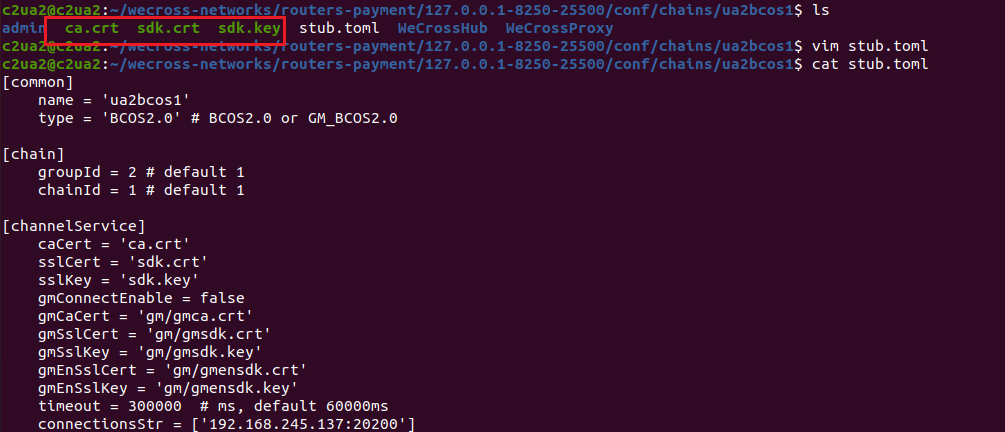 c2ua2@c2ua2:~/wecross-networks/routers-payment/127.0.0.1-8250-25500/conf/chains/ua2bcos1$ ls
admin ca.crt sdk.crt sdk.key stub.toml WeCrossHub WeCrossProxy
c2ua2@c2ua2:~/wecross-networks/routers-payment/127.0.0.1-8250-25500/conf/chains/ua2bcos1$ vim stub.toml
c2ua2@c2ua2:~/wecross-networks/routers-payment/127.0.0.1-8250-25500/conf/chains/ua2bcos1$ cat stub.toml
[common]
    name = 'ua2bcos1'
    type = 'BCOS2.0' # BCOS2.0 or GM_BCOS2.0
[chain]
    groupId = 2 # default 1
    chainId = 1 # default 1
[channelService]
    caCert = 'ca.crt'
    sslCert = 'sdk.crt'
    sslKey = 'sdk.key'
    gmConnectEnable = false
    gmCaCert = 'gm/gmca.crt'
    gmSslCert = 'gm/gmsdk.crt'
    gmSslKey = 'gm/gmsdk.key'
    gmEnSslCert = 'gm/gmensdk.crt'
    gmEnSslKey = 'gm/gmensdk.key'
    timeout = 300000  # ms, default 60000ms
    connectionsStr = ['192.168.245.137:20200']